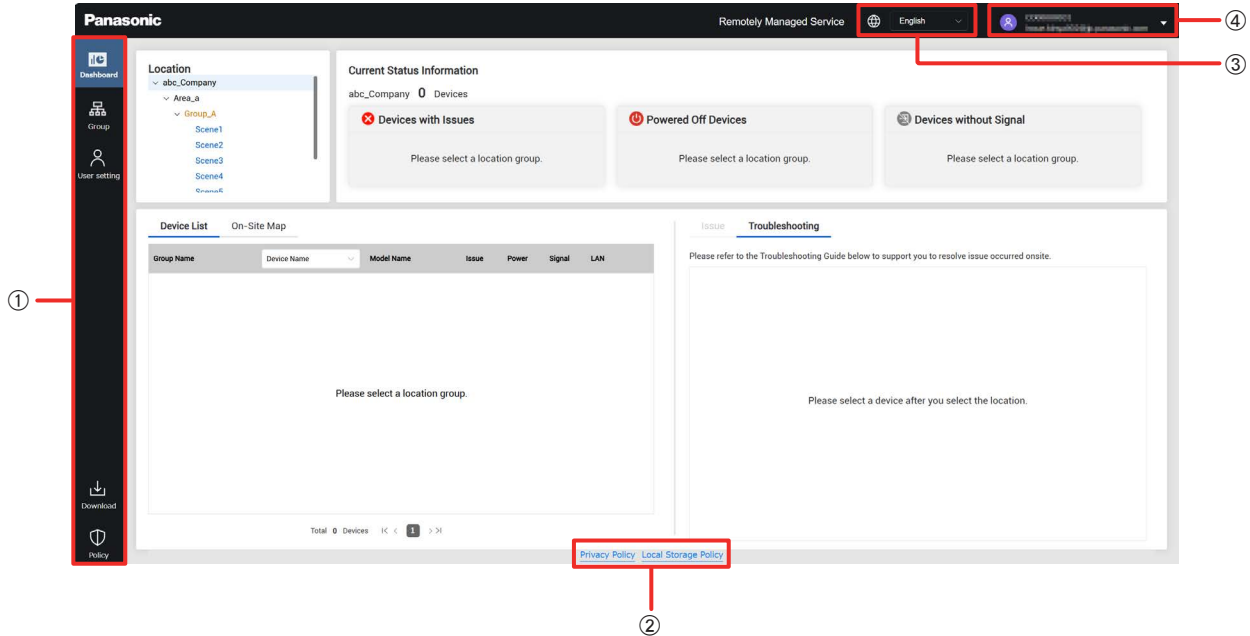 Panasonic
Remotely Managed Service
English
④
③
Dashboard
Group
User setting
Download
Policy
①
Location
abc_Company
Area_a
Group_A
Scene1
Scene2
Scene3
Scene4
Scene5
Current Status Information
abc_Company 0 Devices
Devices with Issues
Please select a location group.
Powered Off Devices
Please select a location group.
Devices without Signal
Please select a location group.
Device List On-Site Map
Group Name Device Name Model Name Issue Power Signal LAN
Please select a location group.
Total 0 Devices 1
Issue Troubleshooting
Please refer to the Troubleshooting Guide below to support you to resolve issue occurred onsite.
Please select a device after you select the location.
Privacy Policy Local Storage Policy
②